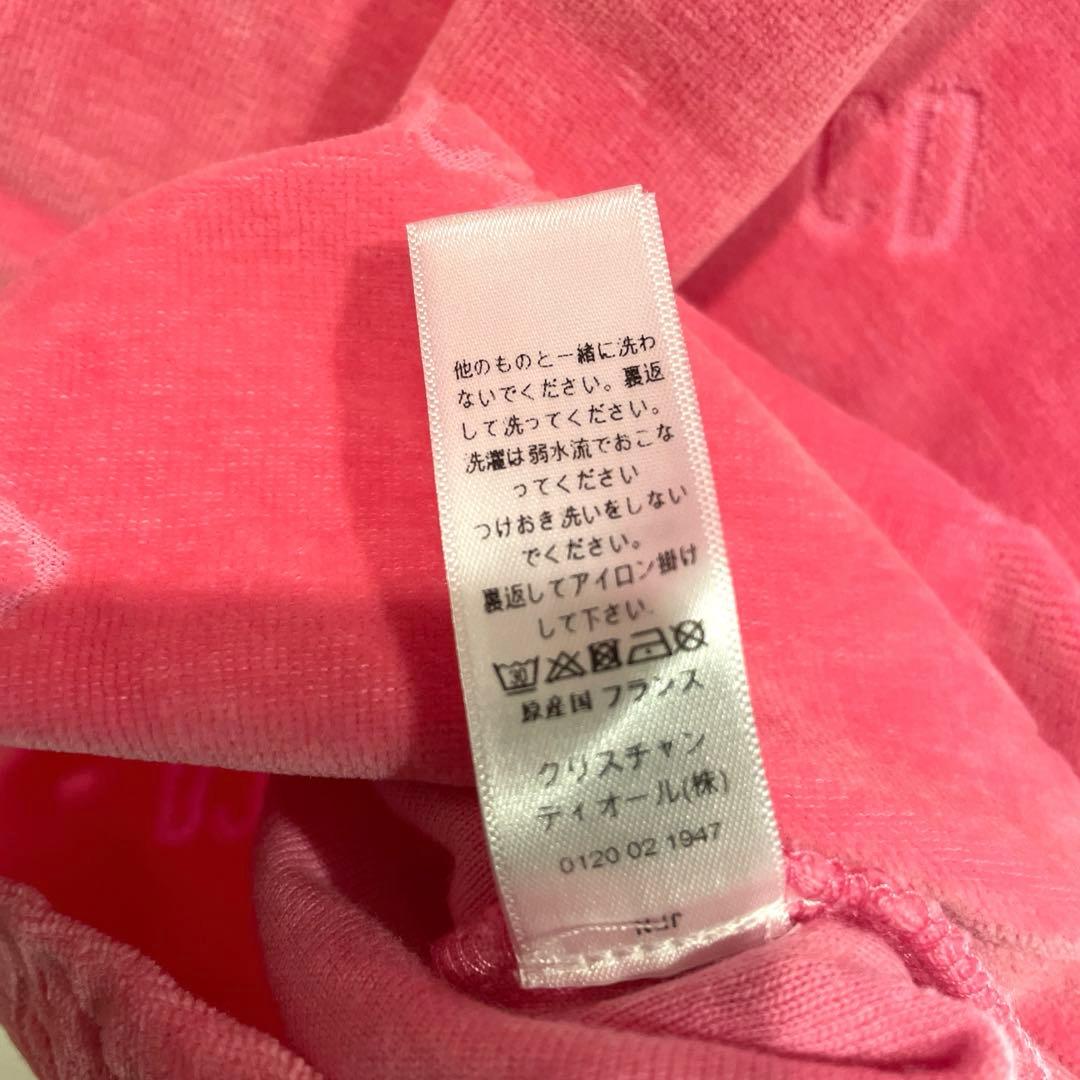 CD
他のものと一緒に洗わ
ないでください。裏返
して洗ってください。
洗濯は弱水流でおこな
ってください
つけおき洗いをしない
でください。
裏返してアイロン掛け
して下さい.
30
原産国 フランス
クリスチャン
ディオール(株)
0120 02 1947
CD